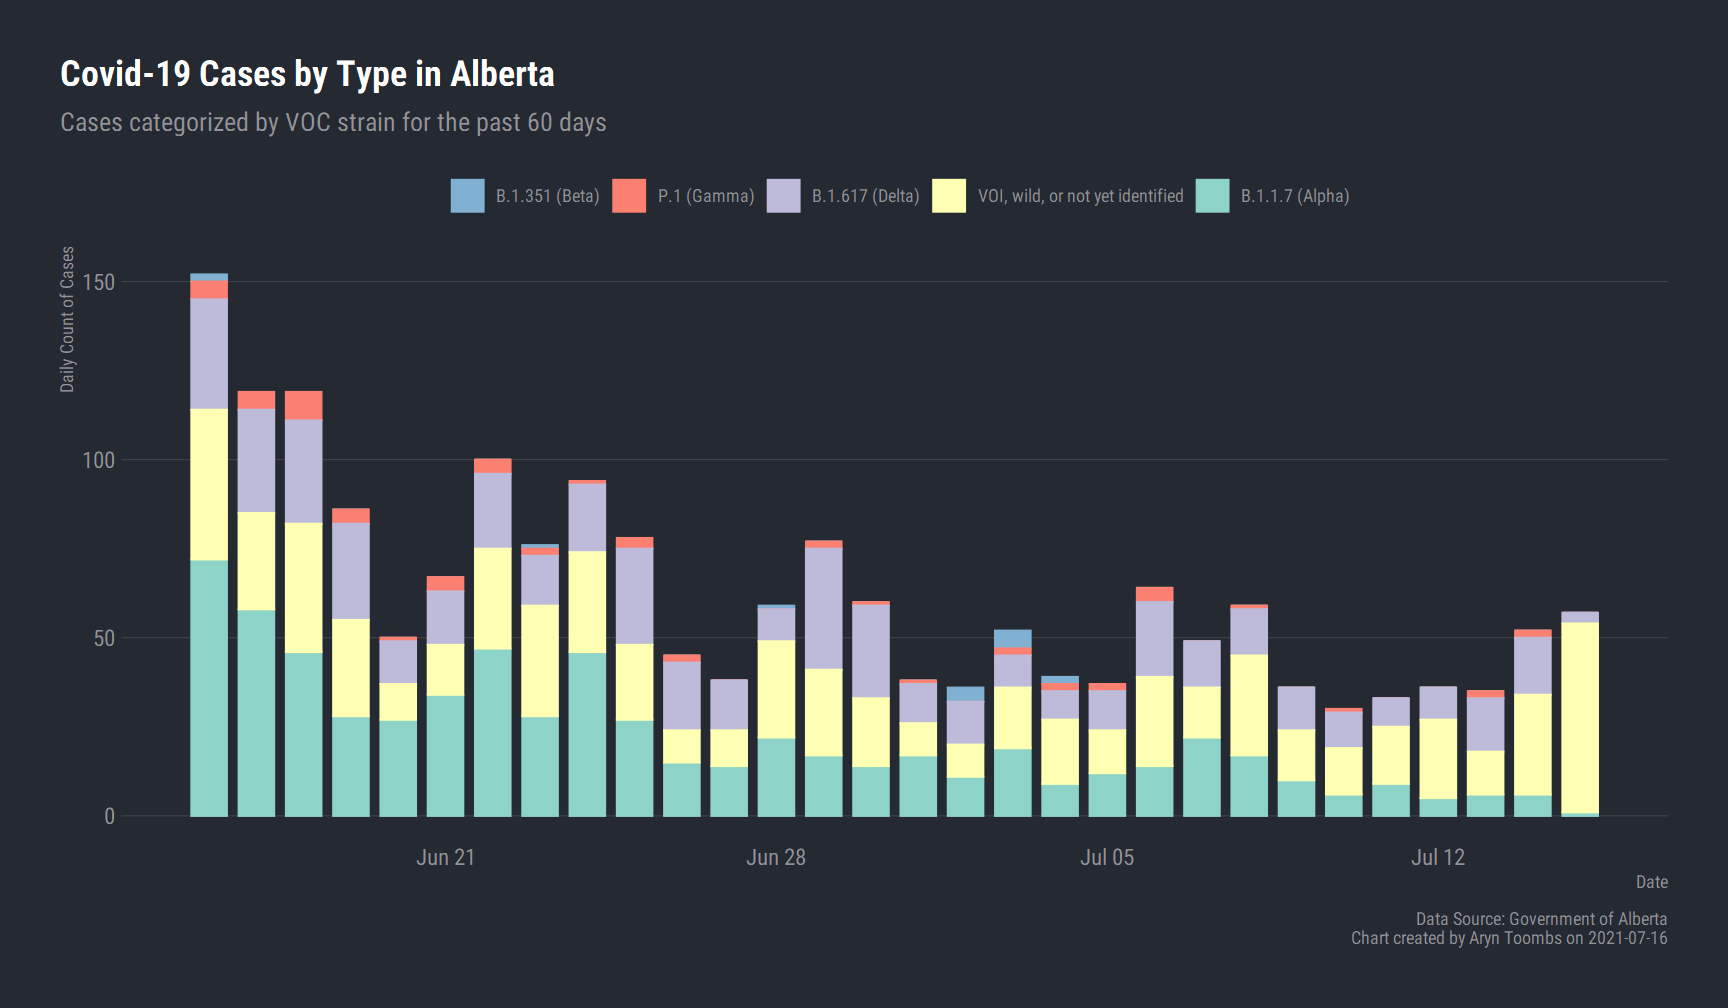 Covid-19 Cases by Type in Alberta
Cases categorized by VOC strain for the past 60 days
B.1.351 (Beta) P.1 (Gamma) B.1.617 (Delta) VOI, wild, or not yet identified B.1.1.7 (Alpha)
Daily Count of Cases
150
100
50
0
Jun 21 Jun 28 Jul 05 Jul 12
Date
Data Source: Government of Alberta
Chart created by Aryn Toombs on 2021-07-16